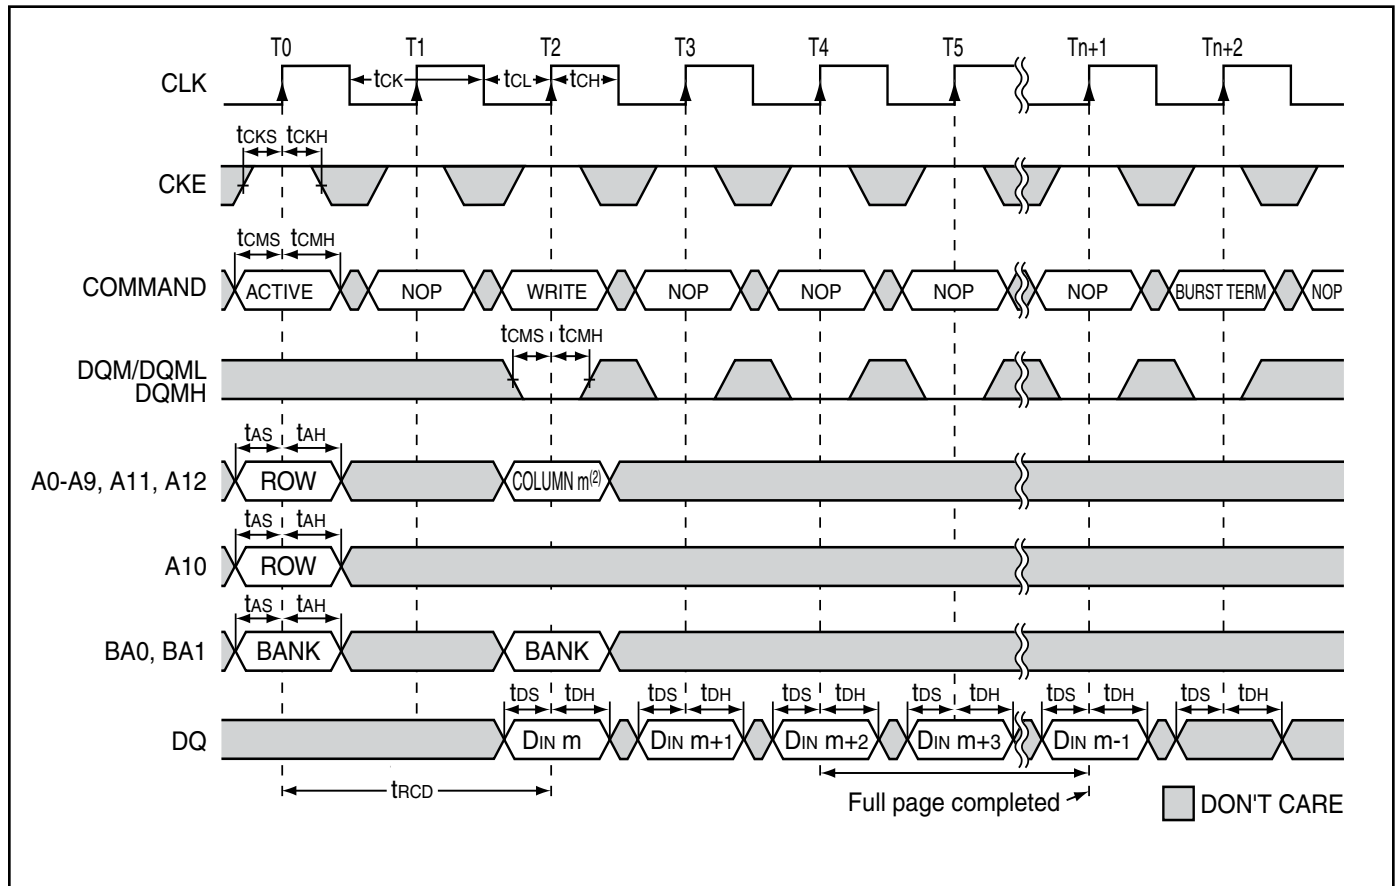 T0 T1 T2 T3 T4 T5 Tn+1 Tn+2
CLK
tCK tCL tCH
tCKS tCKH
CKE
tCMS tCMH
COMMAND ACTIVE NOP WRITE NOP NOP NOP NOP BURST TERM NOP
tCMS tCMH
DQM/DQML
DQMH
tAS tAH
A0-A9, A11, A12 ROW COLUMN m(2)
tAS tAH
A10 ROW
tAS tAH
BA0, BA1 BANK BANK
tDS tDH tDS tDH tDS tDH tDS tDH tDS tDH tDS tDH
DQ DIN m DIN m+1 DIN m+2 DIN m+3 DIN m-1
tRCD
Full page completed
DON'T CARE